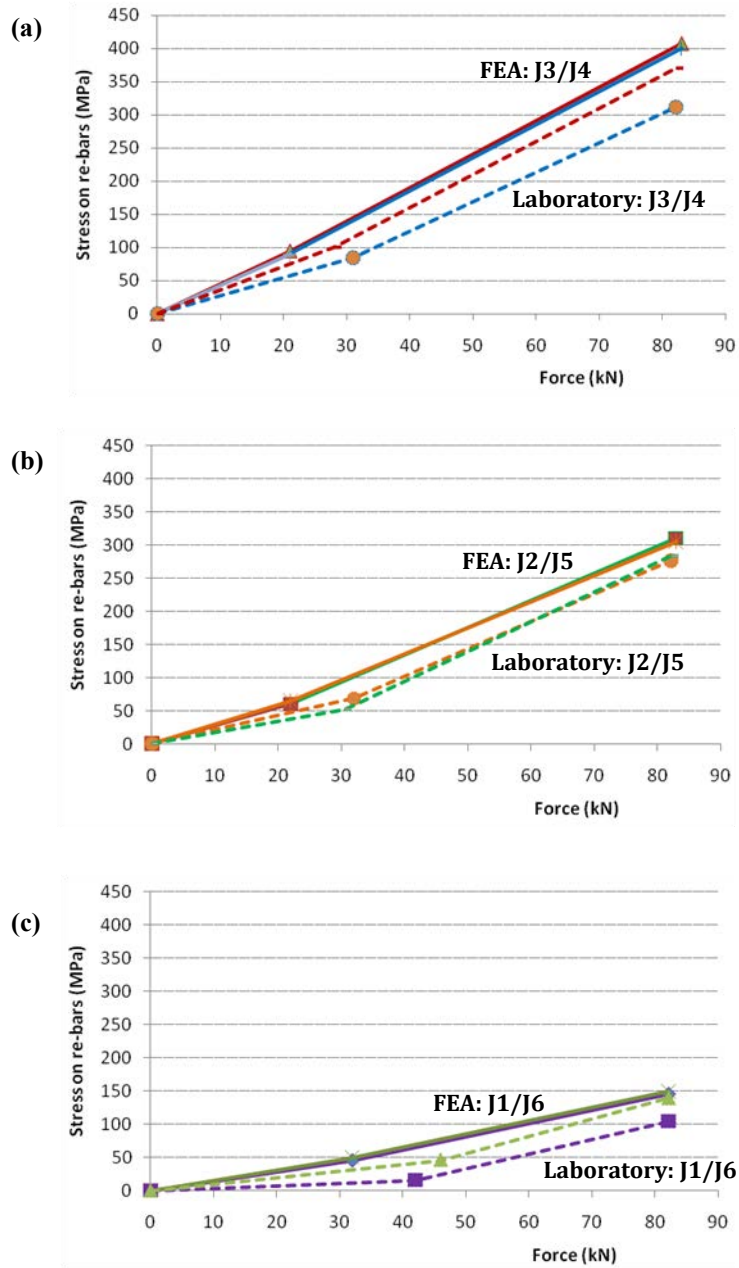 (a)
450
400
350
300
250
200
150
100
50
0
Stress on re-bars (MPa)
FEA: J3/J4
Laboratory: J3/J4
0 10 20 30 40 50 60 70 80 90
Force (kN)
(b)
450
400
350
300
250
200
150
100
50
0
Stress on re-bars (MPa)
FEA: J2/J5
Laboratory: J2/J5
0 10 20 30 40 50 60 70 80 90
Force (kN)
(c)
450
400
350
300
250
200
150
100
50
0
Stress on re-bars (MPa)
FEA: J1/J6
Laboratory: J1/J6
0 10 20 30 40 50 60 70 80 90
Force (kN)